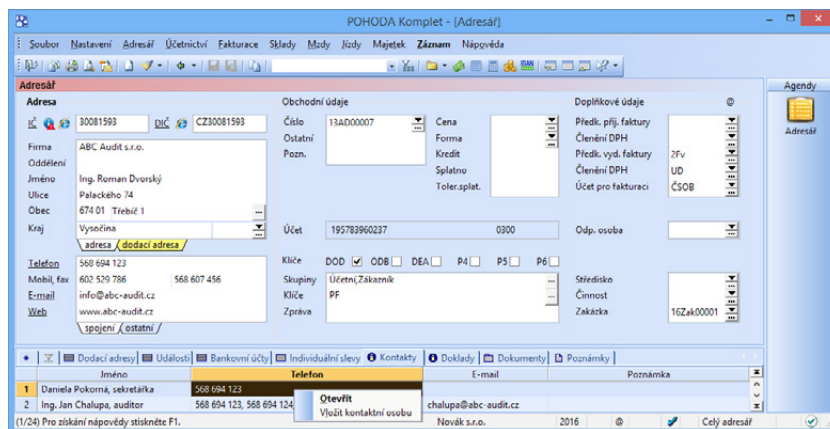 POHODA Komplet - [Adresář]
Soubor Nastavení Adresář Účetnictví Fakturace Sklady Mzdy Jízdy Majetek Záznam Nápověda
Adresář Agendy
Adresa Obchodní údaje Doplňkové údaje @
IČ 30081593 DIČ CZ30081593 Číslo 13AD00007 Cena Předk. přij. faktury
Adresář
Ostatní Forma Členění DPH
Firma ABC Audit s.r.o. Pozn. Kredit Předk. vyd. faktury 2Fv
Oddělení Splatno Členění DPH UD
Jméno Ing. Roman Dvorský Toler.splat. Účet pro fakturaci ČSOB
Ulice Palackého 74
Obec 674 01 Třebíč 1
Kraj Vysočina Účet 195783960237 0300 Odp. osoba
adresa dodací adresa
Telefon 568 694 123 Klíče DOD ODB DEA P4 P5 P6
Mobil, fax 602 529 786 568 607 456 Skupiny Účetní,Zákazník Středisko
E-mail info@abc-audit.cz Klíče PF Činnost
Web www.abc-audit.cz Zpráva Zakázka 16Zak00001
spojení ostatní
Dodací adresy Události Bankovní účty Individuální slevy Kontakty Doklady Dokumenty Poznámky
Jméno Telefon E-mail Poznámka
1 Daniela Pokorná, sekretářka 568 694 123
Otevřít
2 Ing. Jan Chalupa, auditor 568 694 123, 568 694 124, chalupa@abc-audit.cz
Vložit kontaktní osobu
(1/24) Pro získání nápovědy stiskněte F1. Novák s.r.o. 2016 @ Celý adresář